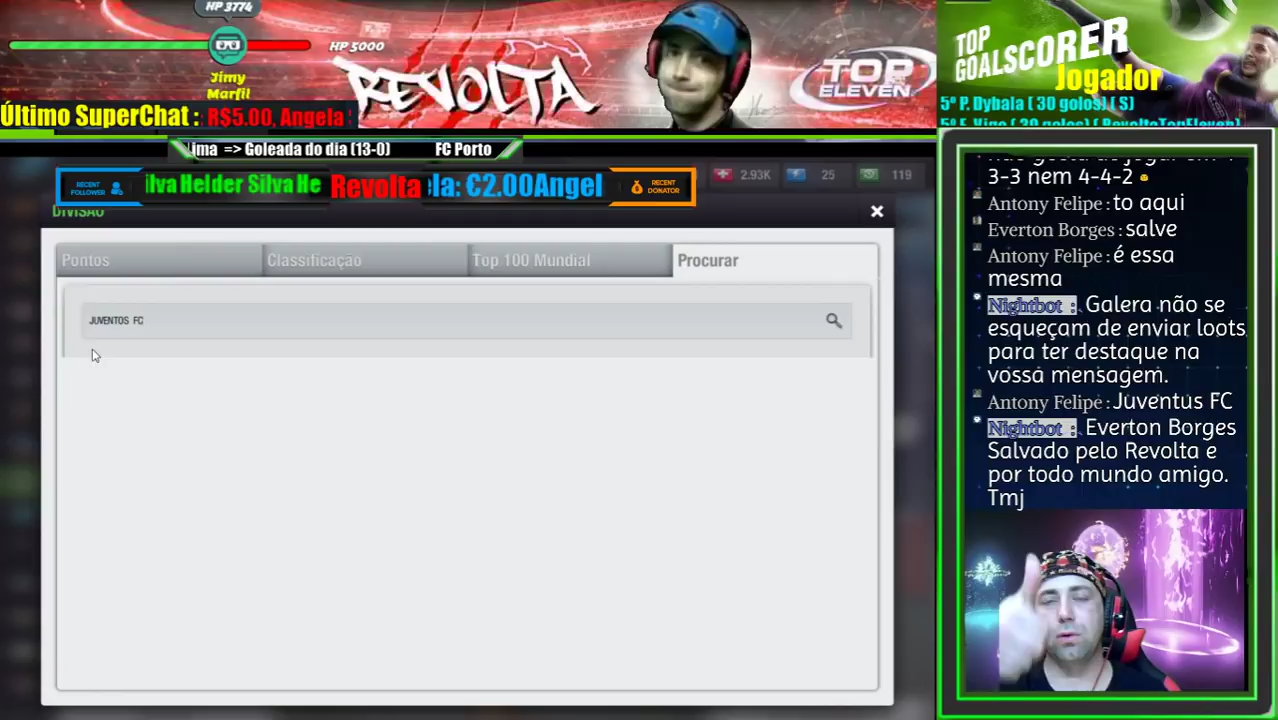 HP 3774
HP 5000
Jimy
Marfil
REVOLTA
TOP
ELEVEN
Último SuperChat : R$5.00, Angela
lima => Goleada do dia (13-0) FC Porto
RECENT
FOLLOWER
ilva Helder Silva He
Revolta
ela: €2.00Angel
RECENT
DONATOR
2.93K
25
119
DIVISÃO
Pontos
Classificação
Top 100 Mundial
Procurar
JUVENTOS FC
TOP
GOALSCORER
Jogador
5º P. Dybala ( 30 golos) ( S)
3-3 nem 4-4-2
Antony Felipe : to aqui
Everton Borges : salve
Antony Felipe : é essa
mesma
Nightbot : Galera não se
esqueçam de enviar loots
para ter destaque na
vossa mensagem.
Antony Felipe : Juventus FC
Nightbot : Everton Borges
Salvado pelo Revolta e
por todo mundo amigo.
Tmj